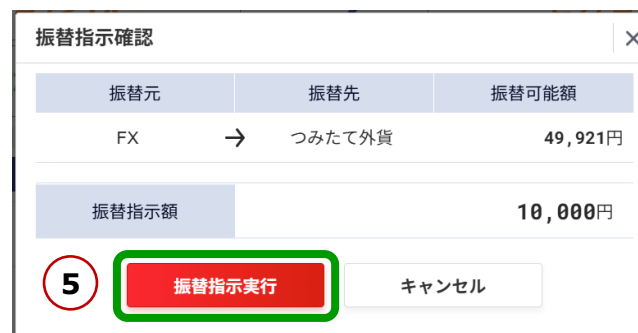 振替指示確認
振替元 振替先 振替可能額
FX → つみたて外貨 49,921円
振替指示額 10,000円
5 振替指示実行 キャンセル